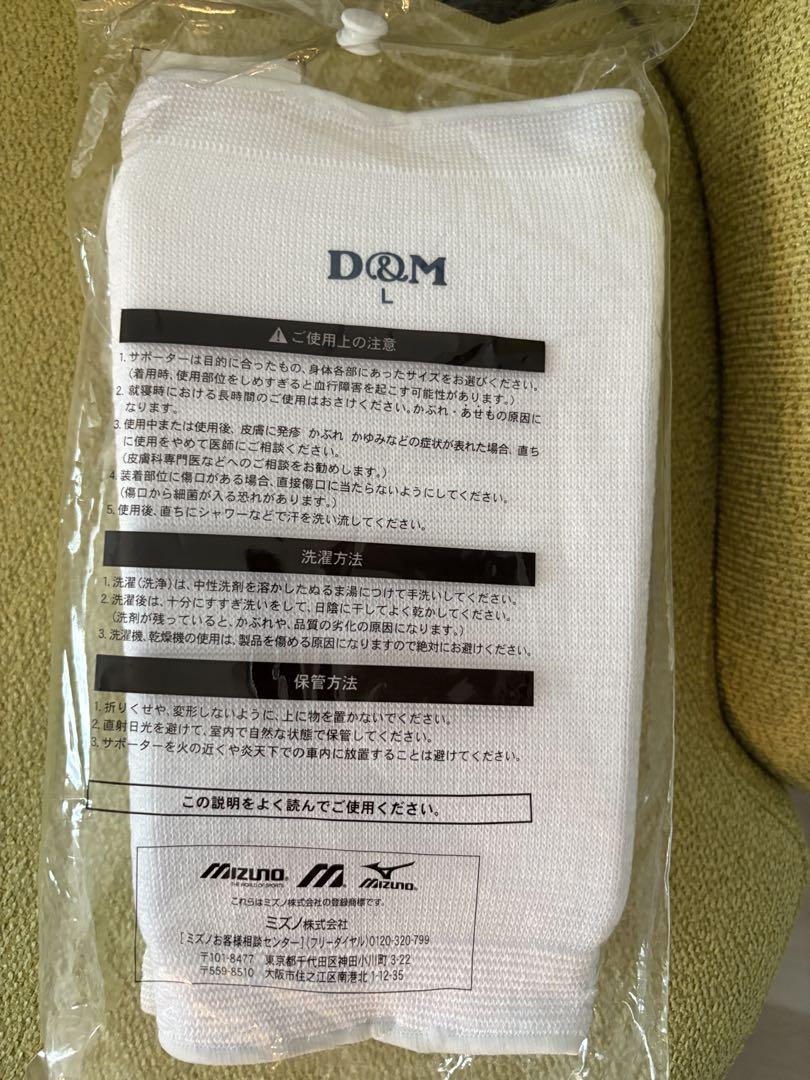 D&M
L
⚠ご使用上の注意
1. サポーターは目的に合ったもの、身体各部にあったサイズをお選びください。
(着用時、使用部位をしめすぎると血行障害を起こす可能性があります。)
2. 就寝時における長時間のご使用はおさけください。かぶれ・あせもの原因に
なります。
3. 使用中または使用後、皮膚に発疹 かぶれ かゆみなどの症状が表れた場合、直ち
に使用をやめて医師にご相談ください。
(皮膚科専門医などへのご相談をお勧めします。)
4. 装着部位に傷口がある場合、直接傷口に当たらないようにしてください。
(傷口から細菌が入る恐れがあります。)
5. 使用後、直ちにシャワーなどで汗を洗い流してください。
洗濯方法
1. 洗濯(洗浄)は、中性洗剤を溶かしたぬるま湯につけて手洗いしてください。
2. 洗濯後は、十分にすすぎ洗いをして、日陰に干してよく乾かしてください。
(洗剤が残っていると、かぶれや、品質の劣化の原因になります。)
3. 洗濯機、乾燥機の使用は、製品を傷める原因になりますので絶対にお避けください。
保管方法
1. 折りくせや、変形しないように、上に物を置かないでください。
2. 直射日光を避けて、室内で自然な状態で保管してください。
3. サポーターを火の近くや炎天下での車内に放置することは避けてください。
この説明をよく読んでご使用ください。
MIZUNO® MIZUNO®
THE WORLD OF SPORTS
これらはミズノ株式会社の登録商標です。
ミズノ株式会社
[ミズノお客様相談センター](フリーダイヤル)0120-320-799
〒101-8477 東京都千代田区神田小川町 3-22
〒559-8510 大阪市住之江区南港北 1-12-35